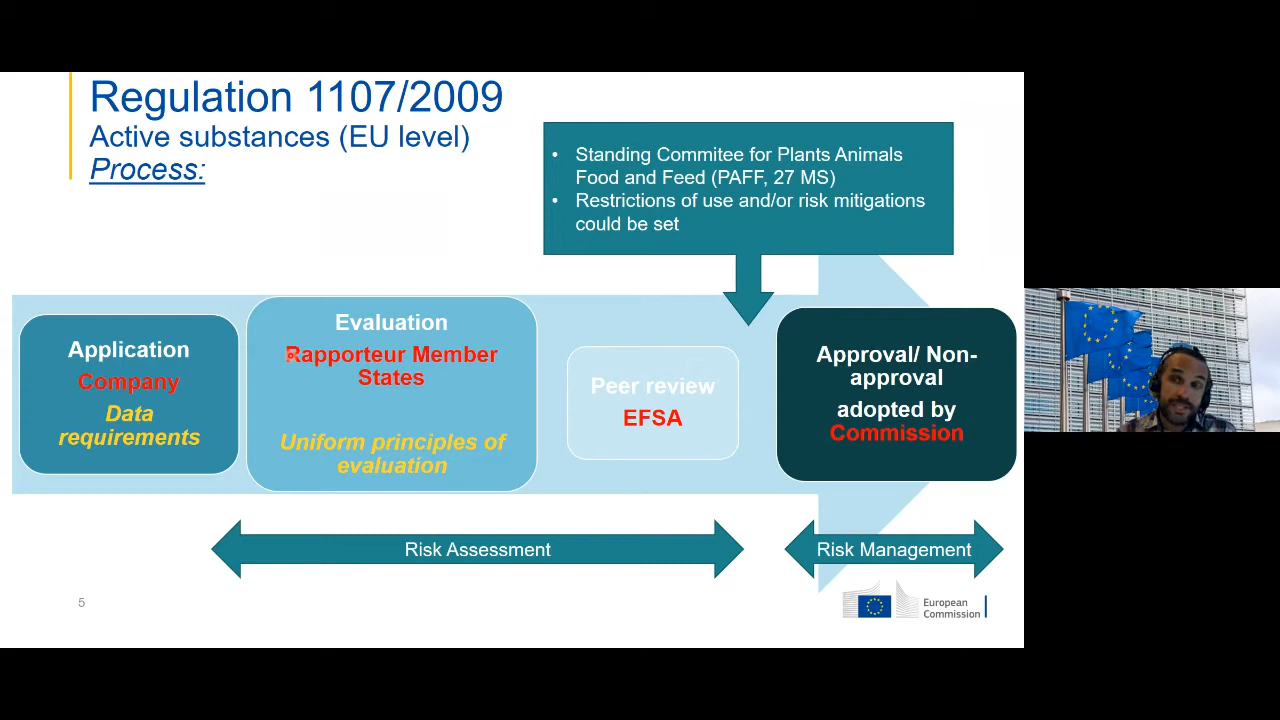 Regulation 1107/2009
Active substances (EU level)
Process:
• Standing Commitee for Plants Animals
Food and Feed (PAFF, 27 MS)
• Restrictions of use and/or risk mitigations
could be set
Application
Company
Data
requirements
Evaluation
Rapporteur Member
States
Uniform principles of
evaluation
Peer review
EFSA
Approval/ Non-
approval
adopted by
Commission
Risk Assessment
Risk Management
5
European
Commission